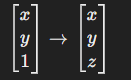 x → x
y y
1 z